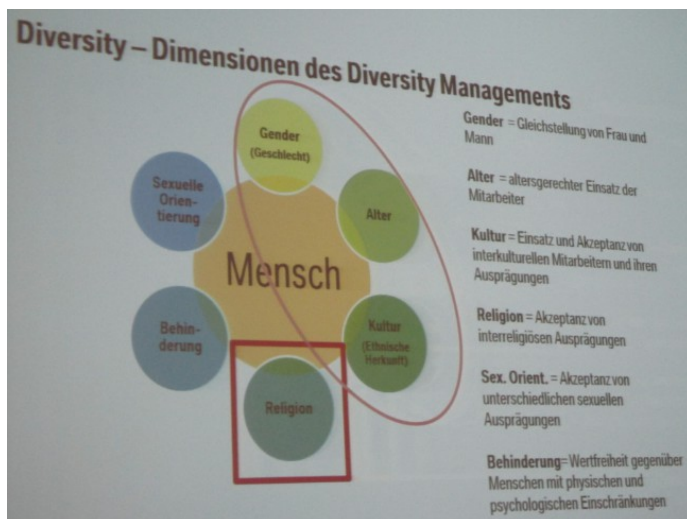 Diversity – Dimensionen des Diversity Managements
Gender
(Geschlecht)
Sexuelle
Orien-
tierung
Alter
Mensch
Behin-
derung
Kultur
(Ethnische
Herkunft)
Religion
Gender = Gleichstellung von Frau und
Mann
Alter = altersgerechter Einsatz der
Mitarbeiter
Kultur = Einsatz und Akzeptanz von
interkulturellen Mitarbeitern und ihren
Ausprägungen
Religion = Akzeptanz von
interreligiösen Ausprägungen
Sex. Orient. = Akzeptanz von
unterschiedlichen sexuellen
Ausprägungen
Behinderung= Wertfreiheit gegenüber
Menschen mit physischen und
psychologischen Einschränkungen